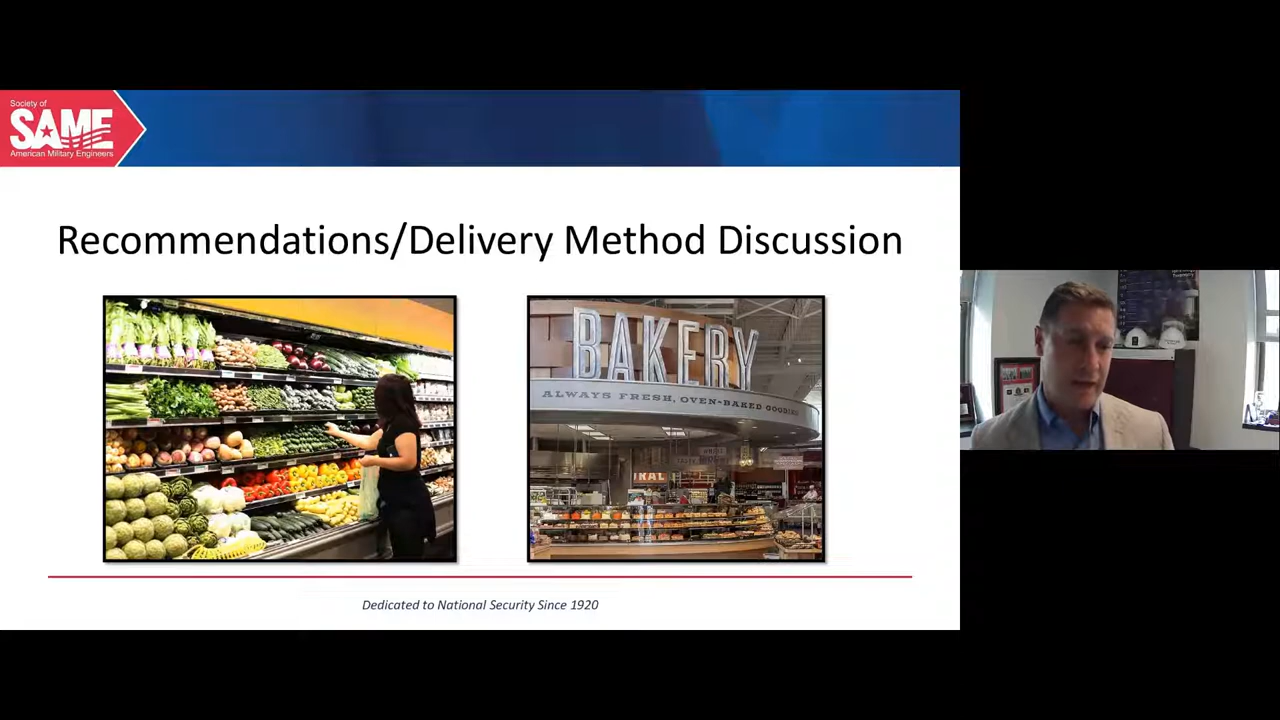 Society of
SAME
American Military Engineers
Recommendations/Delivery Method Discussion
BAKERY
ALWAYS FRESH, OVEN-BAKED GOODNESS
Dedicated to National Security Since 1920